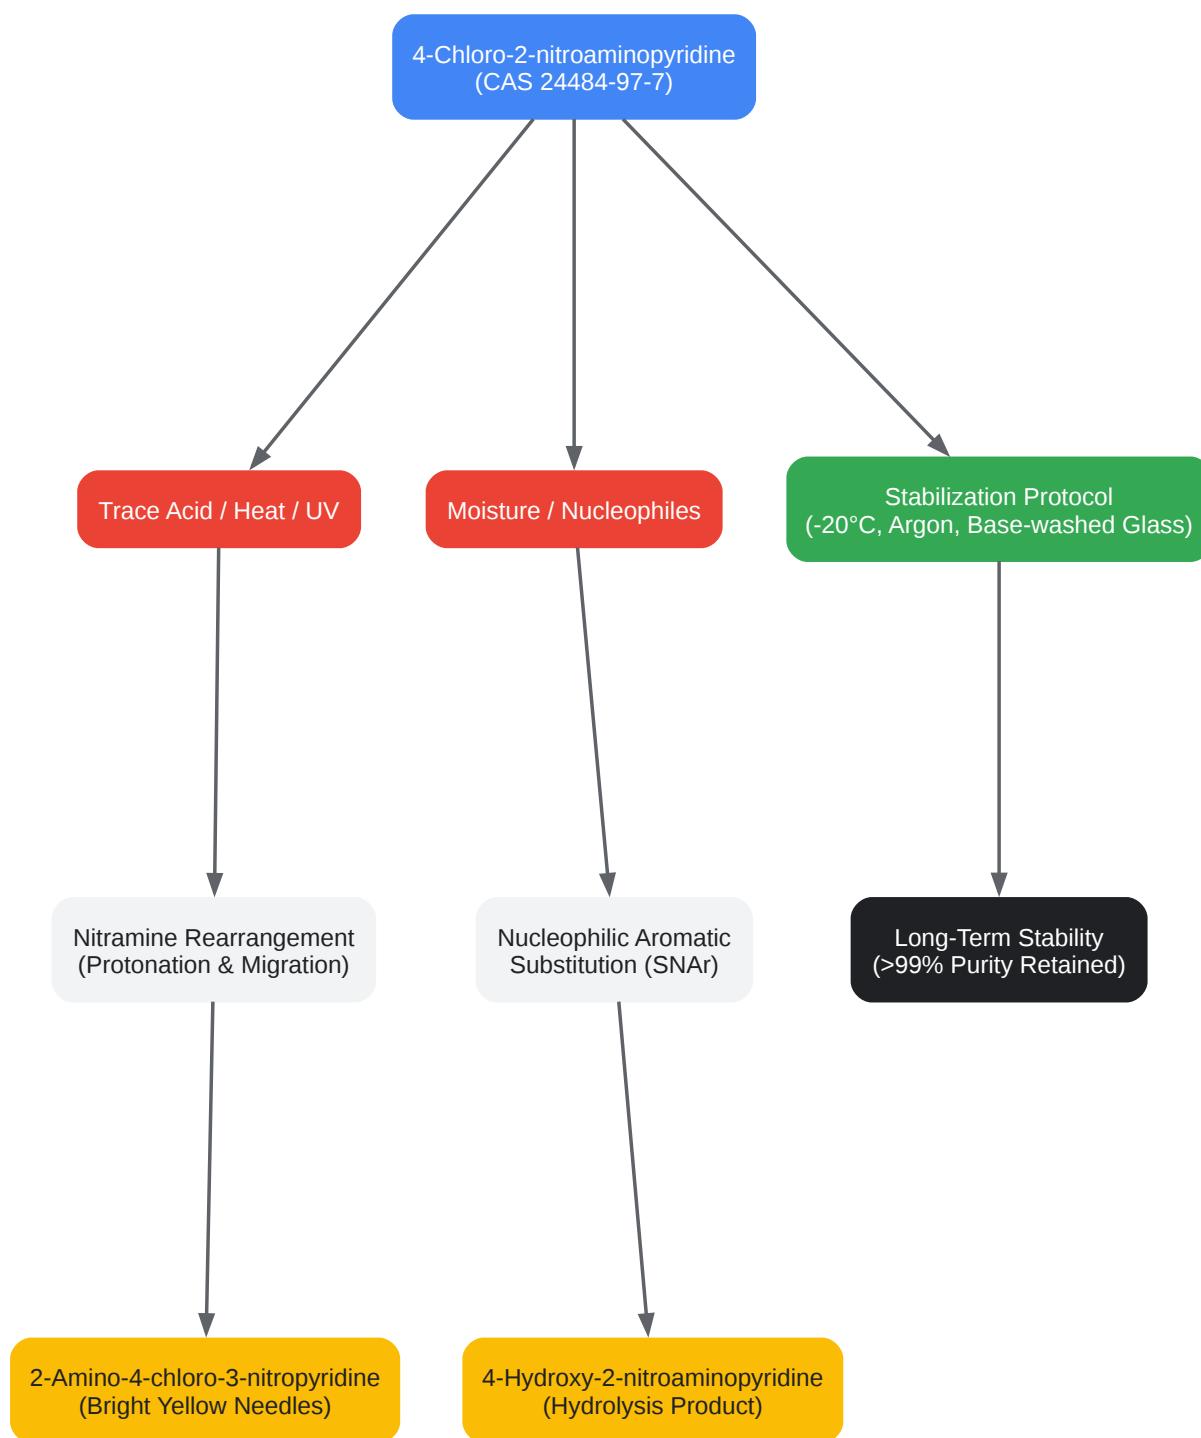 4-Chloro-2-nitroaminopyridine
(CAS 24484-97-7)
Trace Acid / Heat / UV
Moisture / Nucleophiles
Stabilization Protocol
(-20°C, Argon, Base-washed Glass)
Nitramine Rearrangement
(Protonation & Migration)
Nucleophilic Aromatic
Substitution (SNAr)
Long-Term Stability
(>99% Purity Retained)
2-Amino-4-chloro-3-nitropyridine
(Bright Yellow Needles)
4-Hydroxy-2-nitroaminopyridine
(Hydrolysis Product)